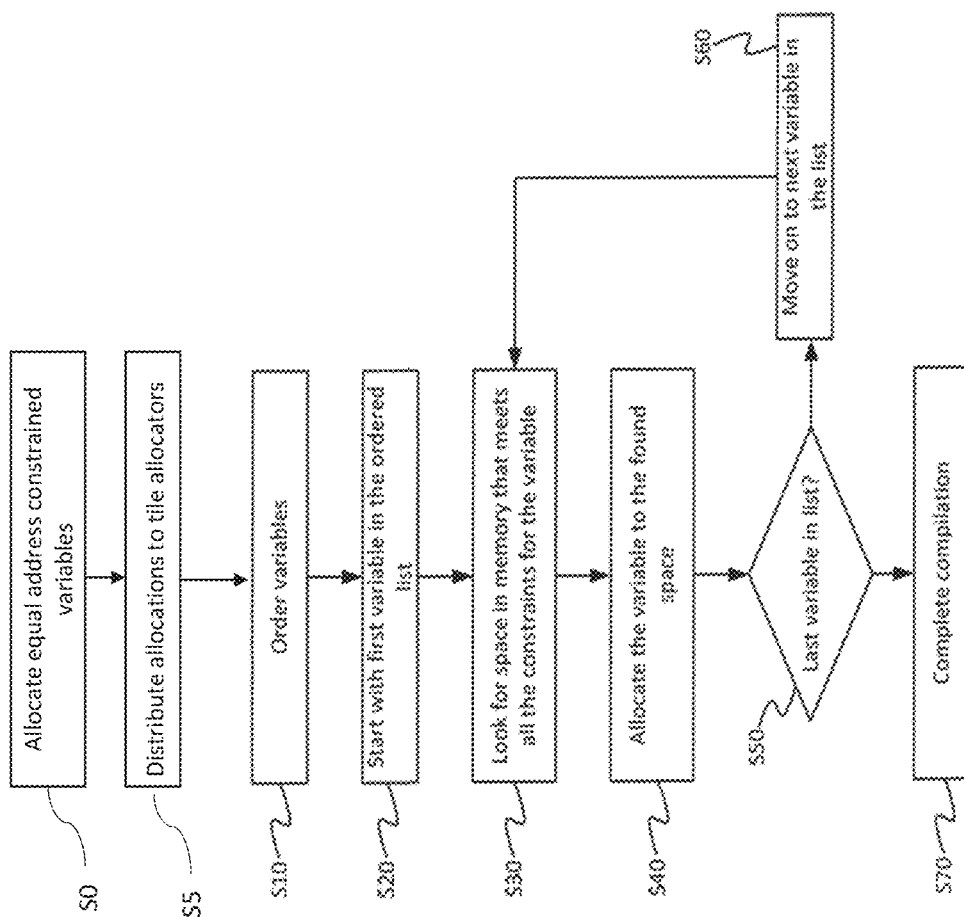 Allocate equal address constrained
variables
S0
Distribute allocations to tile allocators
S5
Order variables
S10
Start with first variable in the ordered
list
S20
Look for space in memory that meets
all the constraints for the variable
S30
Allocate the variable to the found
space
S40
Last variable in list?
S50
Move on to next variable in
the list
S60
Complete compilation
S70